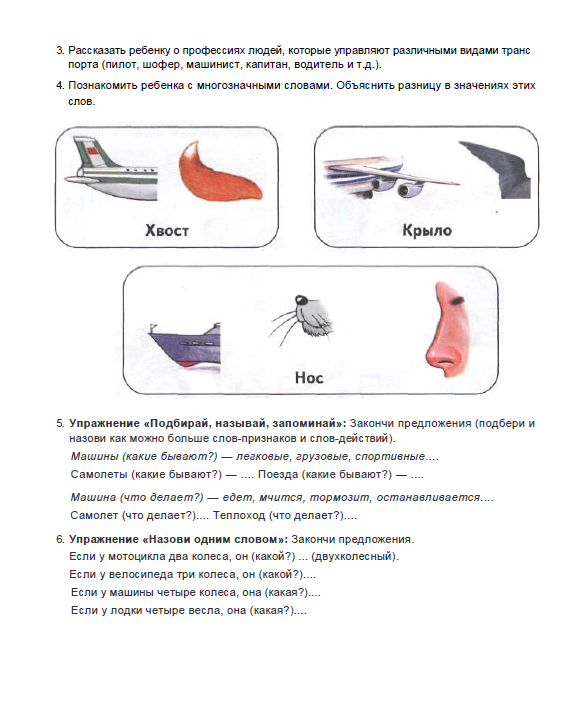 3. Рассказать ребенку о профессиях людей, которые управляют различными видами транс
порта (пилот, шофер, машинист, капитан, водитель и т.д.).
4. Познакомить ребенка с многозначными словами. Объяснить разницу в значениях этих
слов.
Хвост
Крыло
Нос
5. Упражнение «Подбирай, называй, запоминай»: Закончи предложения (подбери и
назови как можно больше слов-признаков и слов-действий).
Машины (какие бывают?) — легковые, грузовые, спортивные....
Самолеты (какие бывают?) — .... Поезда (какие бывают?) — ....
Машина (что делает?) — едет, мчится, тормозит, останавливается....
Самолет (что делает?).... Теплоход (что делает?)....
6. Упражнение «Назови одним словом»: Закончи предложения.
Если у мотоцикла два колеса, он (какой?) ... (двухколесный).
Если у велосипеда три колеса, он (какой?)....
Если у машины четыре колеса, она (какая?)....
Если у лодки четыре весла, она (какая?)....